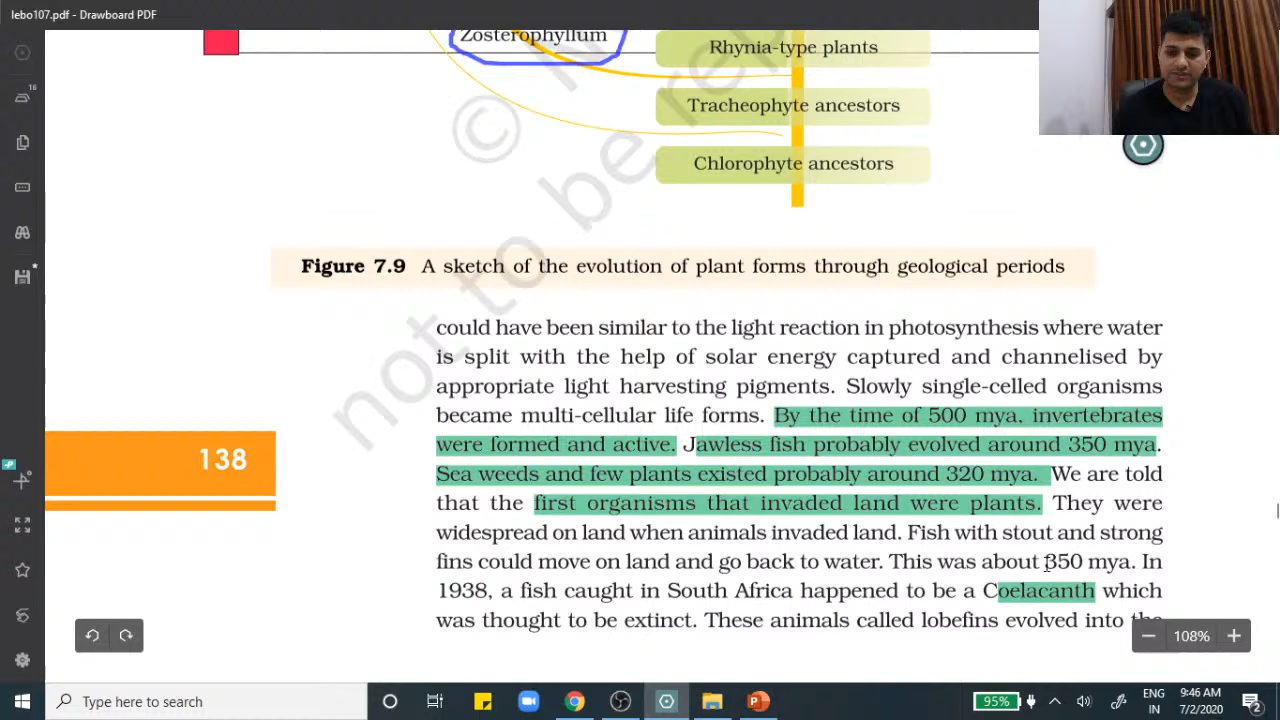 lebo107.pdf - Drawboard PDF
Zosterophyllum
Rhynia-type plants
Tracheophyte ancestors
Chlorophyte ancestors
© N
not to be rep
18
Figure 7.9 A sketch of the evolution of plant forms through geological periods
could have been similar to the light reaction in photosynthesis where water
is split with the help of solar energy captured and channelised by
appropriate light harvesting pigments. Slowly single-celled organisms
became multi-cellular life forms. By the time of 500 mya, invertebrates
were formed and active. Jawless fish probably evolved around 350 mya.
Sea weeds and few plants existed probably around 320 mya. We are told
that the first organisms that invaded land were plants. They were
widespread on land when animals invaded land. Fish with stout and strong
fins could move on land and go back to water. This was about 350 mya. In
1938, a fish caught in South Africa happened to be a Coelacanth which
was thought to be extinct. These animals called lobefins evolved into the
138
108%
Type here to search
95%
ENG
IN
9:46 AM
7/2/2020
2